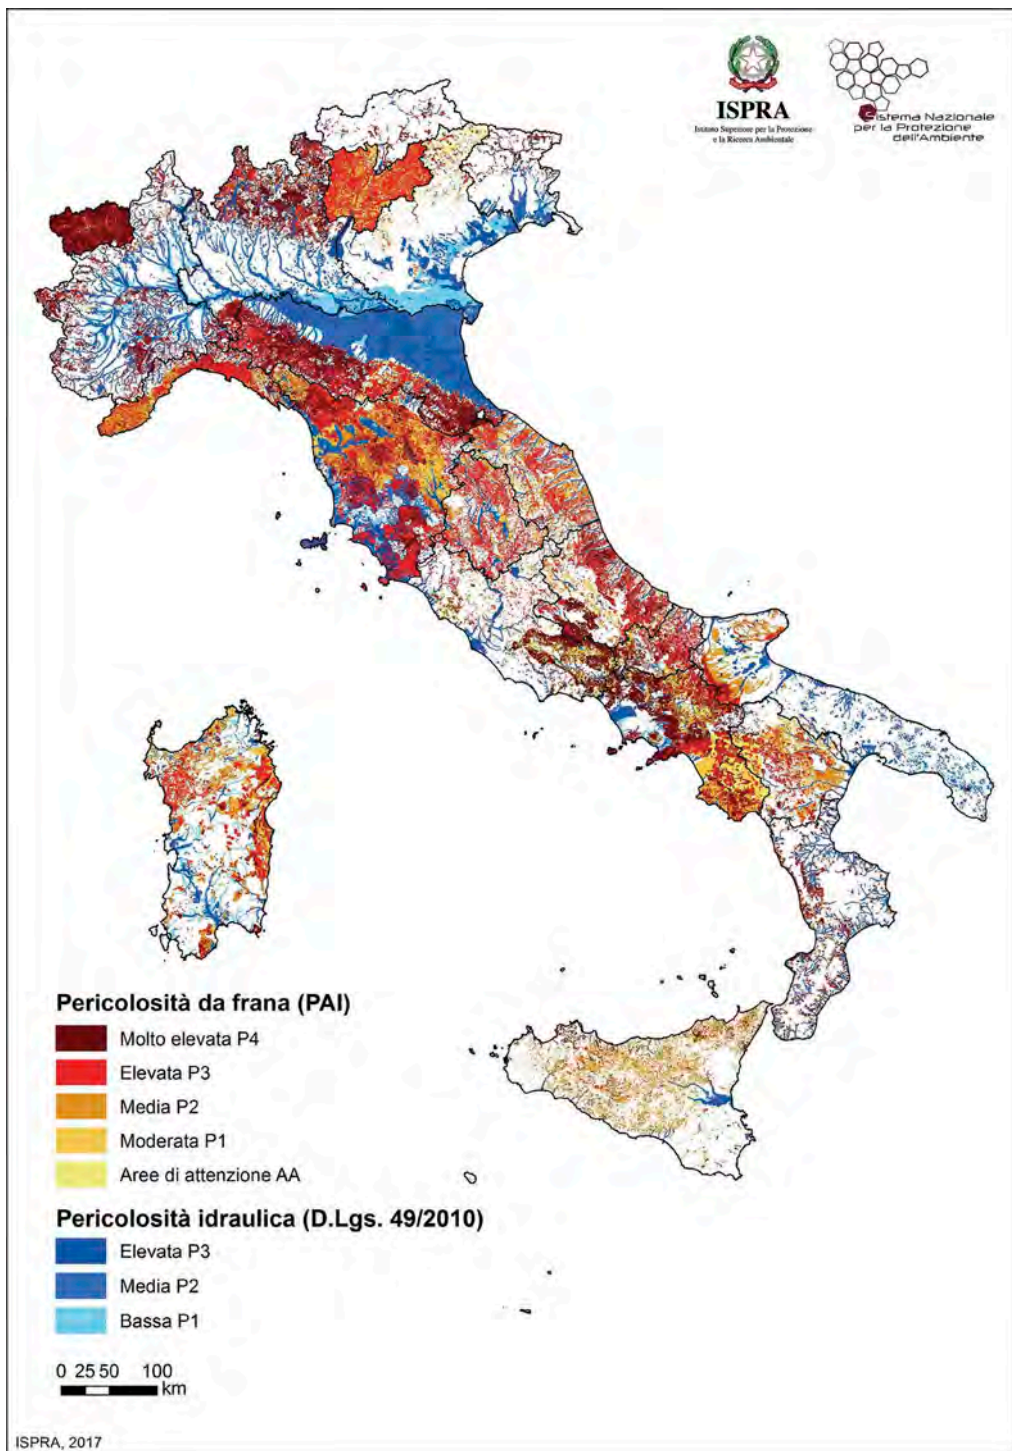 ISPRA
Istituto Superiore per la Protezione
e la Ricerca Ambientale
Sistema Nazionale
per la Protezione
dell'Ambiente
Pericolosità da frana (PAI)
Molto elevata P4
Elevata P3
Media P2
Moderata P1
Aree di attenzione AA
Pericolosità idraulica (D.Lgs. 49/2010)
Elevata P3
Media P2
Bassa P1
0 25 50 100
km
ISPRA, 2017